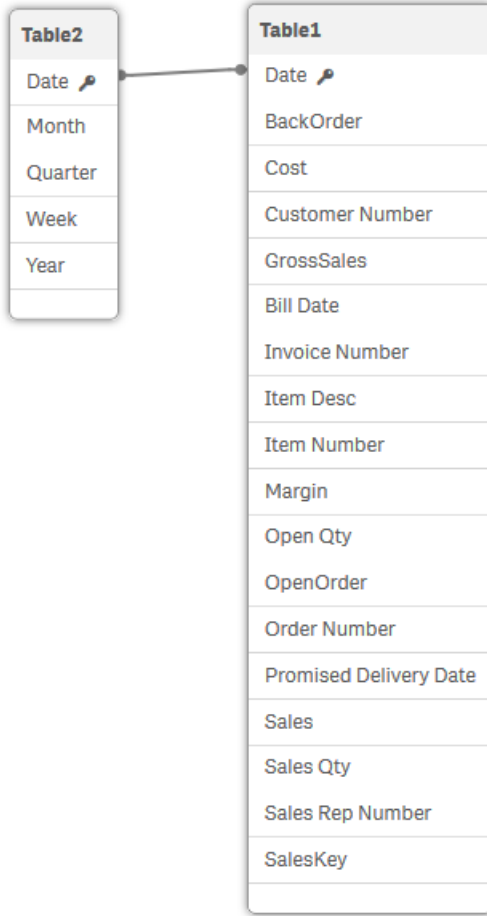 Table2
Date
Month
Quarter
Week
Year
Table1
Date
BackOrder
Cost
Customer Number
GrossSales
Bill Date
Invoice Number
Item Desc
Item Number
Margin
Open Qty
OpenOrder
Order Number
Promised Delivery Date
Sales
Sales Qty
Sales Rep Number
SalesKey